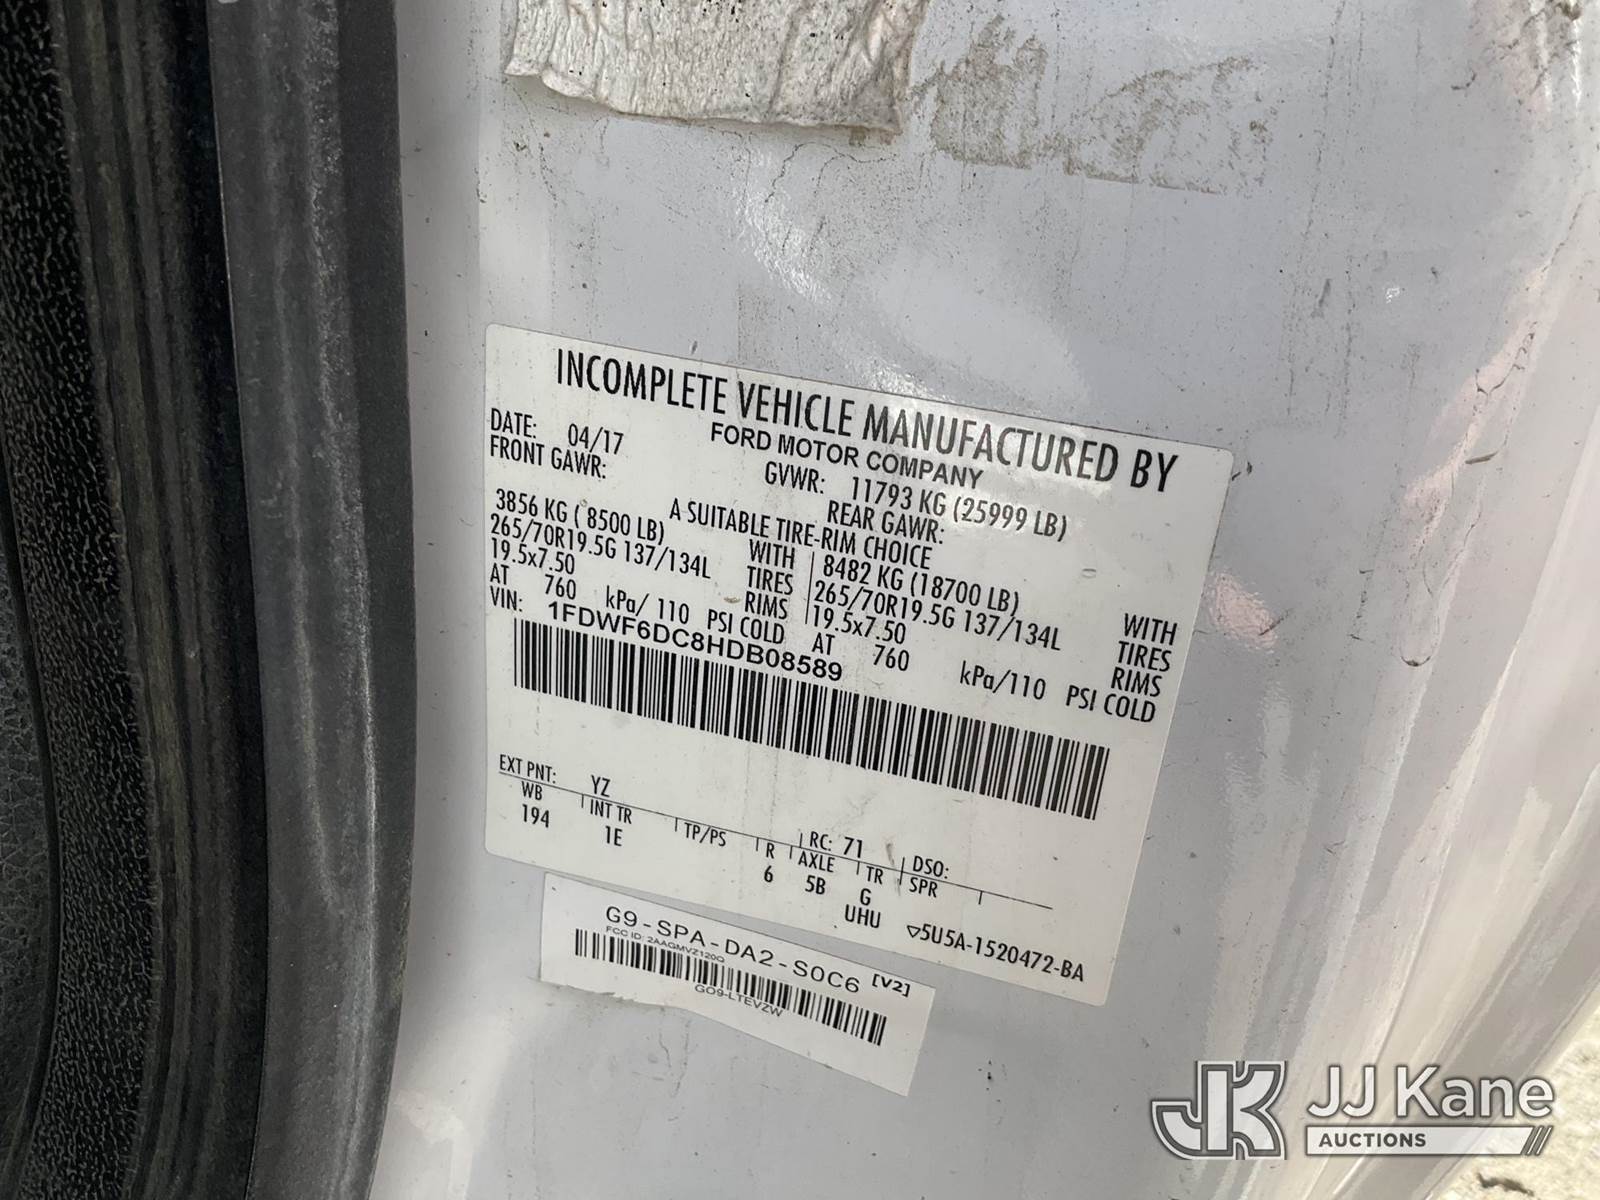 INCOMPLETE VEHICLE MANUFACTURED BY
FORD MOTOR COMPANY
DATE: 04/17
GVWR: 11793 KG (25999 LB)
FRONT GAWR:
REAR GAWR:
A SUITABLE TIRE-RIM CHOICE
3856 KG ( 8500 LB) WITH
265/70R19.5G 137/134L TIRES
19.5x7.50 RIMS
AT 760 kPa/ 110 PSI COLD
8482 KG (18700 LB) WITH
265/70R19.5G 137/134L TIRES
19.5x7.50 RIMS
AT 760 kPa/110 PSI COLD
VIN: 1FDWF6DC8HDB08589
EXT PNT: YZ RC: 71 DSO:
WB INT TR TP/PS R AXLE TR SPR
194 1E 6 5B G
UHU
▽5U5A-1520472-BA
G9-SPA-DA2-S0C6 [V2]
FCC ID: 2AAGMVZ120Q
GO9-LTEVZW
JK JJ Kane
AUCTIONS